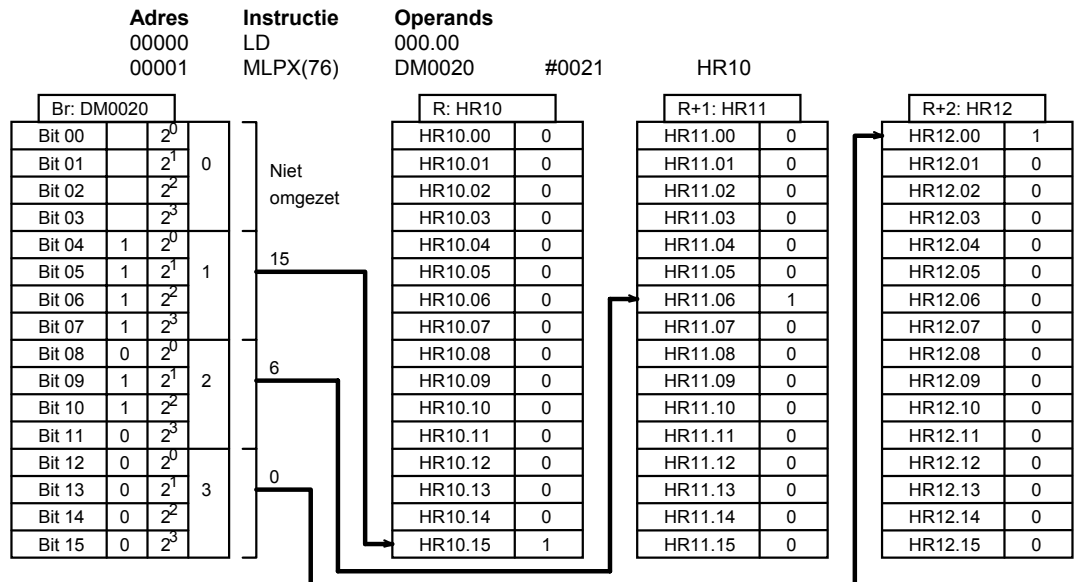 Adres Instructie Operands
00000 LD 000.00
00001 MLPX(76) DM0020 #0021 HR10
Br: DM0020 R: HR10 R+1: HR11 R+2: HR12
Bit 00 2^0 HR10.00 0 HR11.00 0 HR12.00 1
Bit 01 2^1 0 Niet HR10.01 0 HR11.01 0 HR12.01 0
Bit 02 2^2 omgezet HR10.02 0 HR11.02 0 HR12.02 0
Bit 03 2^3 HR10.03 0 HR11.03 0 HR12.03 0
Bit 04 1 2^0 HR10.04 0 HR11.04 0 HR12.04 0
Bit 05 1 2^1 1 15 HR10.05 0 HR11.05 0 HR12.05 0
Bit 06 1 2^2 HR10.06 0 HR11.06 1 HR12.06 0
Bit 07 1 2^3 HR10.07 0 HR11.07 0 HR12.07 0
Bit 08 0 2^0 HR10.08 0 HR11.08 0 HR12.08 0
Bit 09 1 2^1 2 6 HR10.09 0 HR11.09 0 HR12.09 0
Bit 10 1 2^2 HR10.10 0 HR11.10 0 HR12.10 0
Bit 11 0 2^3 HR10.11 0 HR11.11 0 HR12.11 0
Bit 12 0 2^0 HR10.12 0 HR11.12 0 HR12.12 0
Bit 13 0 2^1 3 0 HR10.13 0 HR11.13 0 HR12.13 0
Bit 14 0 2^2 HR10.14 0 HR11.14 0 HR12.14 0
Bit 15 0 2^3 HR10.15 1 HR11.15 0 HR12.15 0